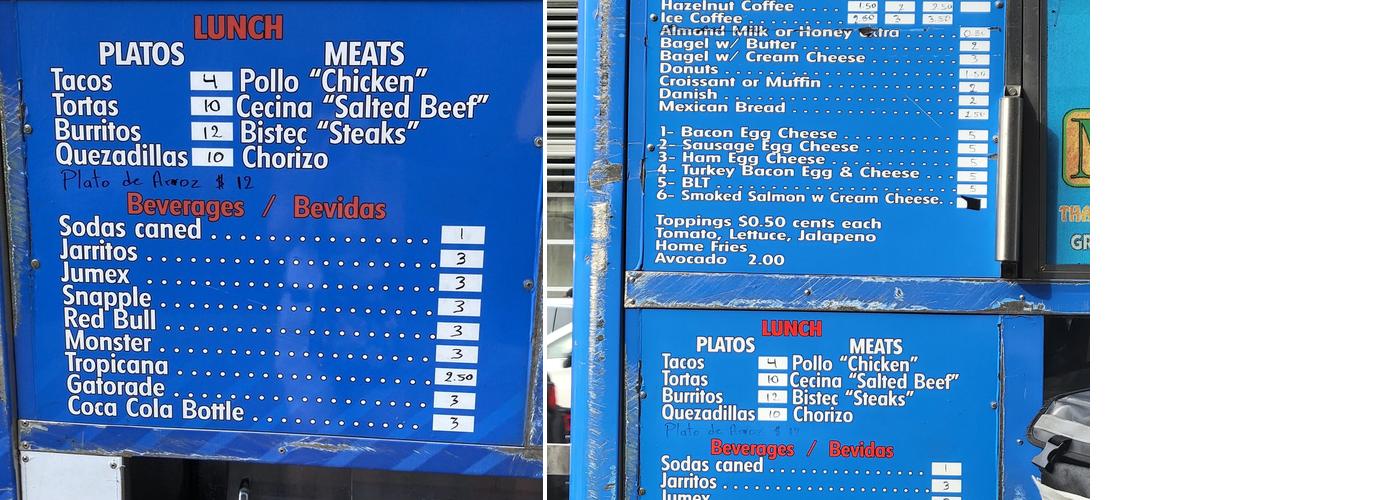 LUNCH
PLATOS MEATS
Tacos 4 Pollo “Chicken”
Tortas 10 Cecina “Salted Beef”
Burritos 12 Bistec “Steaks”
Quezadillas 10 Chorizo
Plato de Arroz $ 12
Beverages / Bevidas
Sodas caned 1
Jarritos 3
Jumex 3
Snapple 3
Red Bull 3
Monster 3
Tropicana 2.50
Gatorade 3
Coca Cola Bottle 3
Hazelnut Coffee 1.50 2 2.50
Ice Coffee 2.50 3 3.50
Almond Milk or Honey Extra 0.50
Bagel w/ Butter 2
Bagel w/ Cream Cheese 3
Donuts 1.50
Croissant or Muffin 2
Danish 2
Mexican Bread 2.50
1- Bacon Egg Cheese 5
2- Sausage Egg Cheese 5
3- Ham Egg Cheese 5
4- Turkey Bacon Egg & Cheese 5
5- BLT 5
6- Smoked Salmon w Cream Cheese.
Toppings $0.50 cents each
Tomato, Lettuce, Jalapeno
Home Fries
Avocado 2.00
LUNCH
PLATOS MEATS
Tacos 4 Pollo “Chicken”
Tortas 10 Cecina “Salted Beef”
Burritos 12 Bistec “Steaks”
Quezadillas 10 Chorizo
Plato de Arroz $ 12
Beverages / Bevidas
Sodas caned 1
Jarritos 3
Jumex